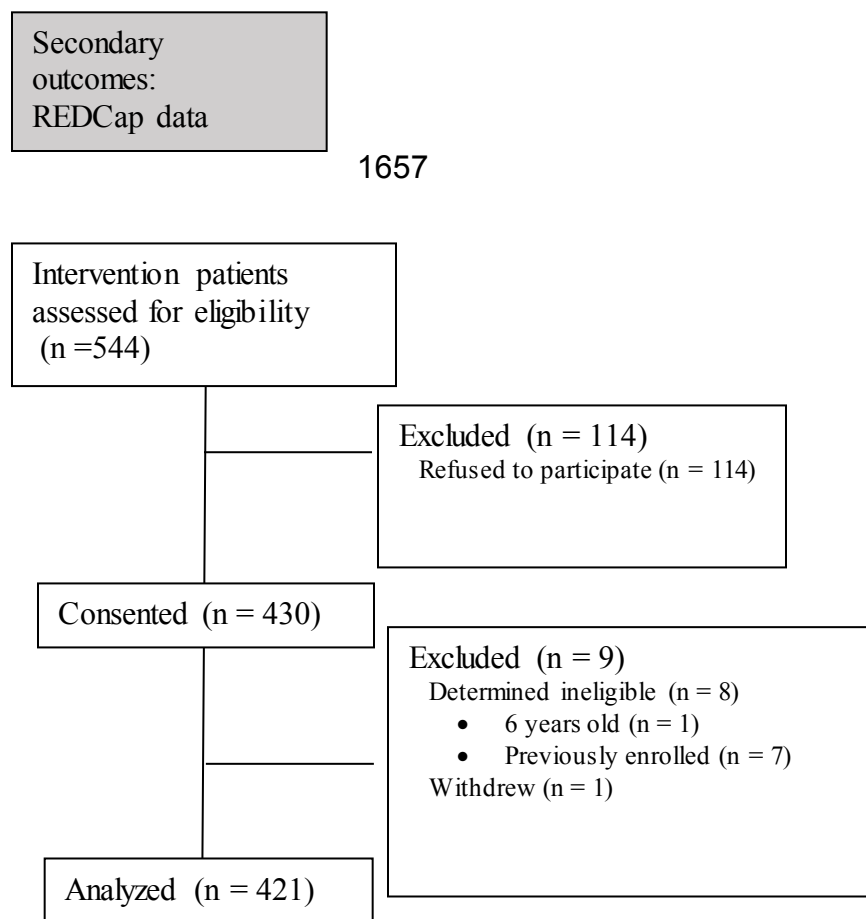 Secondary
outcomes:
REDCap data
1657
Intervention patients
assessed for eligibility
(n =544)
Excluded (n = 114)
Refused to participate (n = 114)
Consented (n = 430)
Excluded (n = 9)
Determined ineligible (n = 8)
• 6 years old (n = 1)
• Previously enrolled (n = 7)
Withdrew (n = 1)
Analyzed (n = 421)